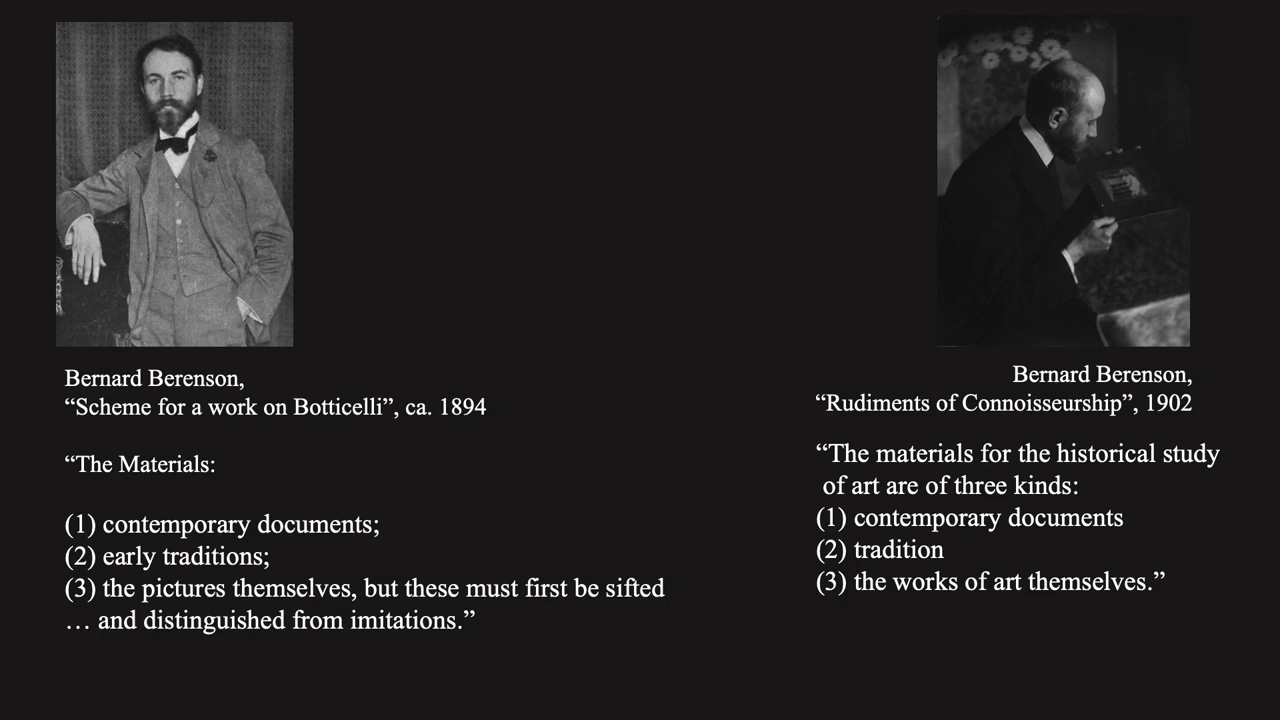 Bernard Berenson,
“Scheme for a work on Botticelli”, ca. 1894
“The Materials:
(1) contemporary documents;
(2) early traditions;
(3) the pictures themselves, but these must first be sifted
… and distinguished from imitations.”
Bernard Berenson,
“Rudiments of Connoisseurship”, 1902
“The materials for the historical study
of art are of three kinds:
(1) contemporary documents
(2) tradition
(3) the works of art themselves.”